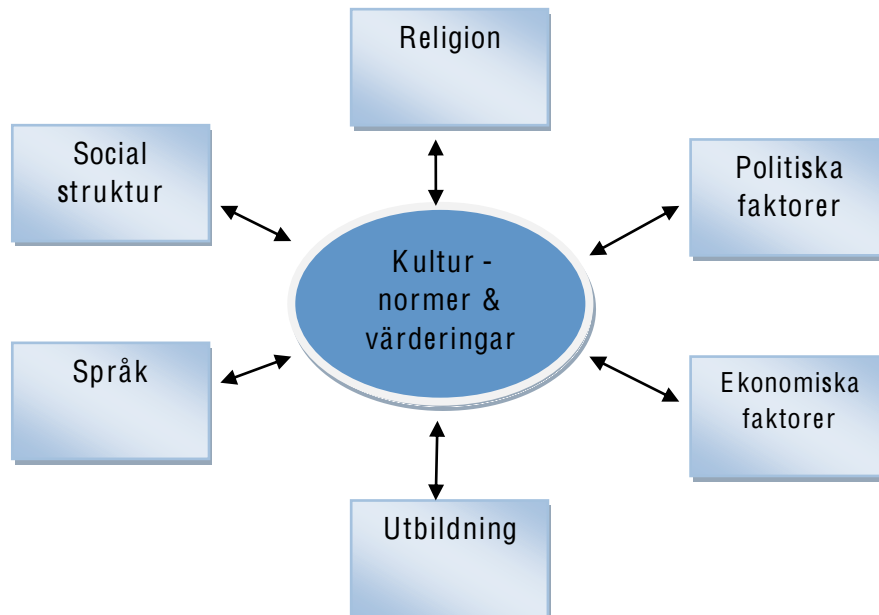 Religion
Social
struktur
Politiska
faktorer
Kultur -
normer &
värderingar
Språk
Ekonomiska
faktorer
Utbildning